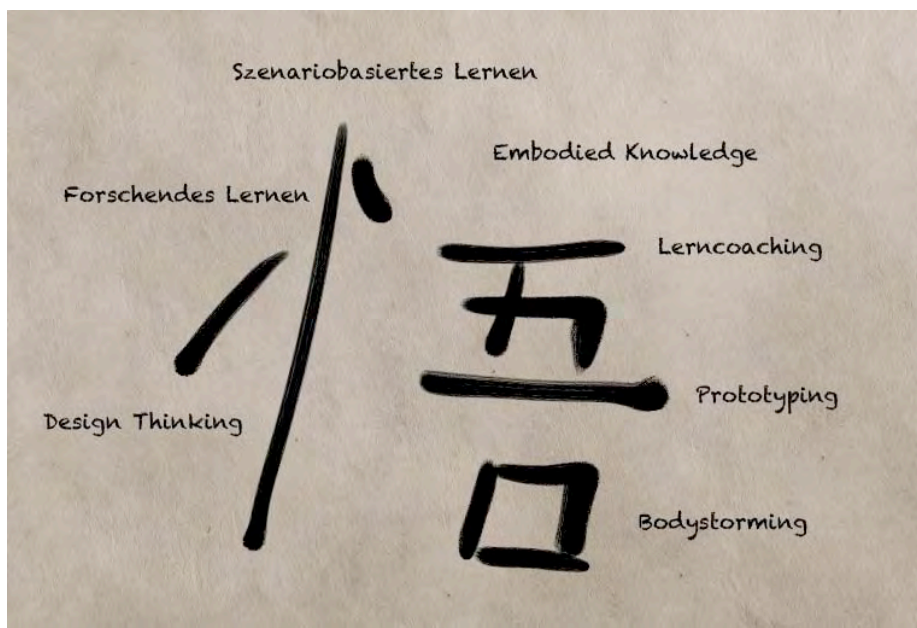 Szenariobasiertes Lernen
Embodied Knowledge
Forschendes Lernen
悟
Lerncoaching
Prototyping
Design Thinking
Bodystorming